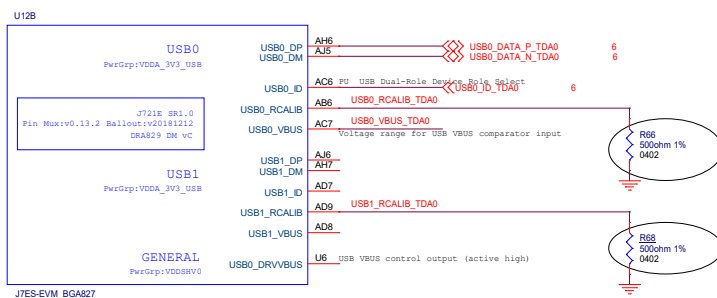 U12B
USB0
PwrGrp:VDDA_3V3_USB
USB0_DP AH6 USB0_DATA_P_TDA0 6
USB0_DM AJ5 USB0_DATA_N_TDA0 6
USB0_ID AC6 PU USB Dual-Role Device Role Select USB0_ID_TDA0 6
USB0_RCALIB AB6 USB0_RCALIB_TDA0
USB0_VBUS AC7 USB0_VBUS_TDA0
Voltage range for USB VBUS comparator input
J721E SR1.0
Pin Mux:v0.13.2 Ballout:v20181212
DRA829 DM vC
R66
500ohm 1%
0402
USB1
PwrGrp:VDDA_3V3_USB
USB1_DP AJ6
USB1_DM AH7
USB1_ID AD7
USB1_RCALIB AD9 USB1_RCALIB_TDA0
USB1_VBUS AD8
R68
500ohm 1%
0402
GENERAL
PwrGrp:VDDSHV0
USB0_DRVVBUS U6 USB VBUS control output (active high)
J7ES-EVM_BGA827